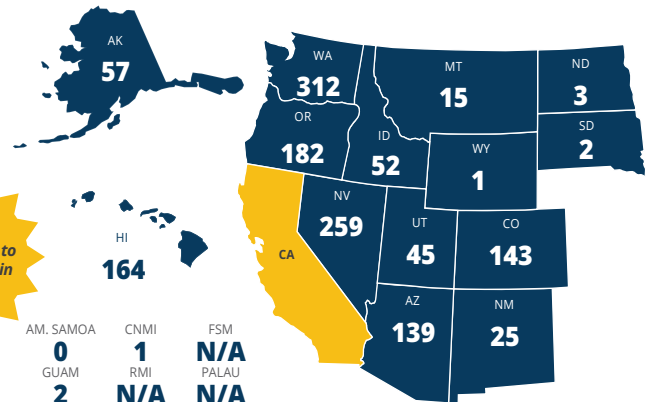 AK
57
WA
312
MT
15
ND
3
OR
182
ID
52
SD
2
WY
1
NV
259
UT
45
CO
143
CA
to
in
HI
164
AZ
139
NM
25
AM. SAMOA CNMI FSM
0 1 N/A
GUAM RMI PALAU
2 N/A N/A